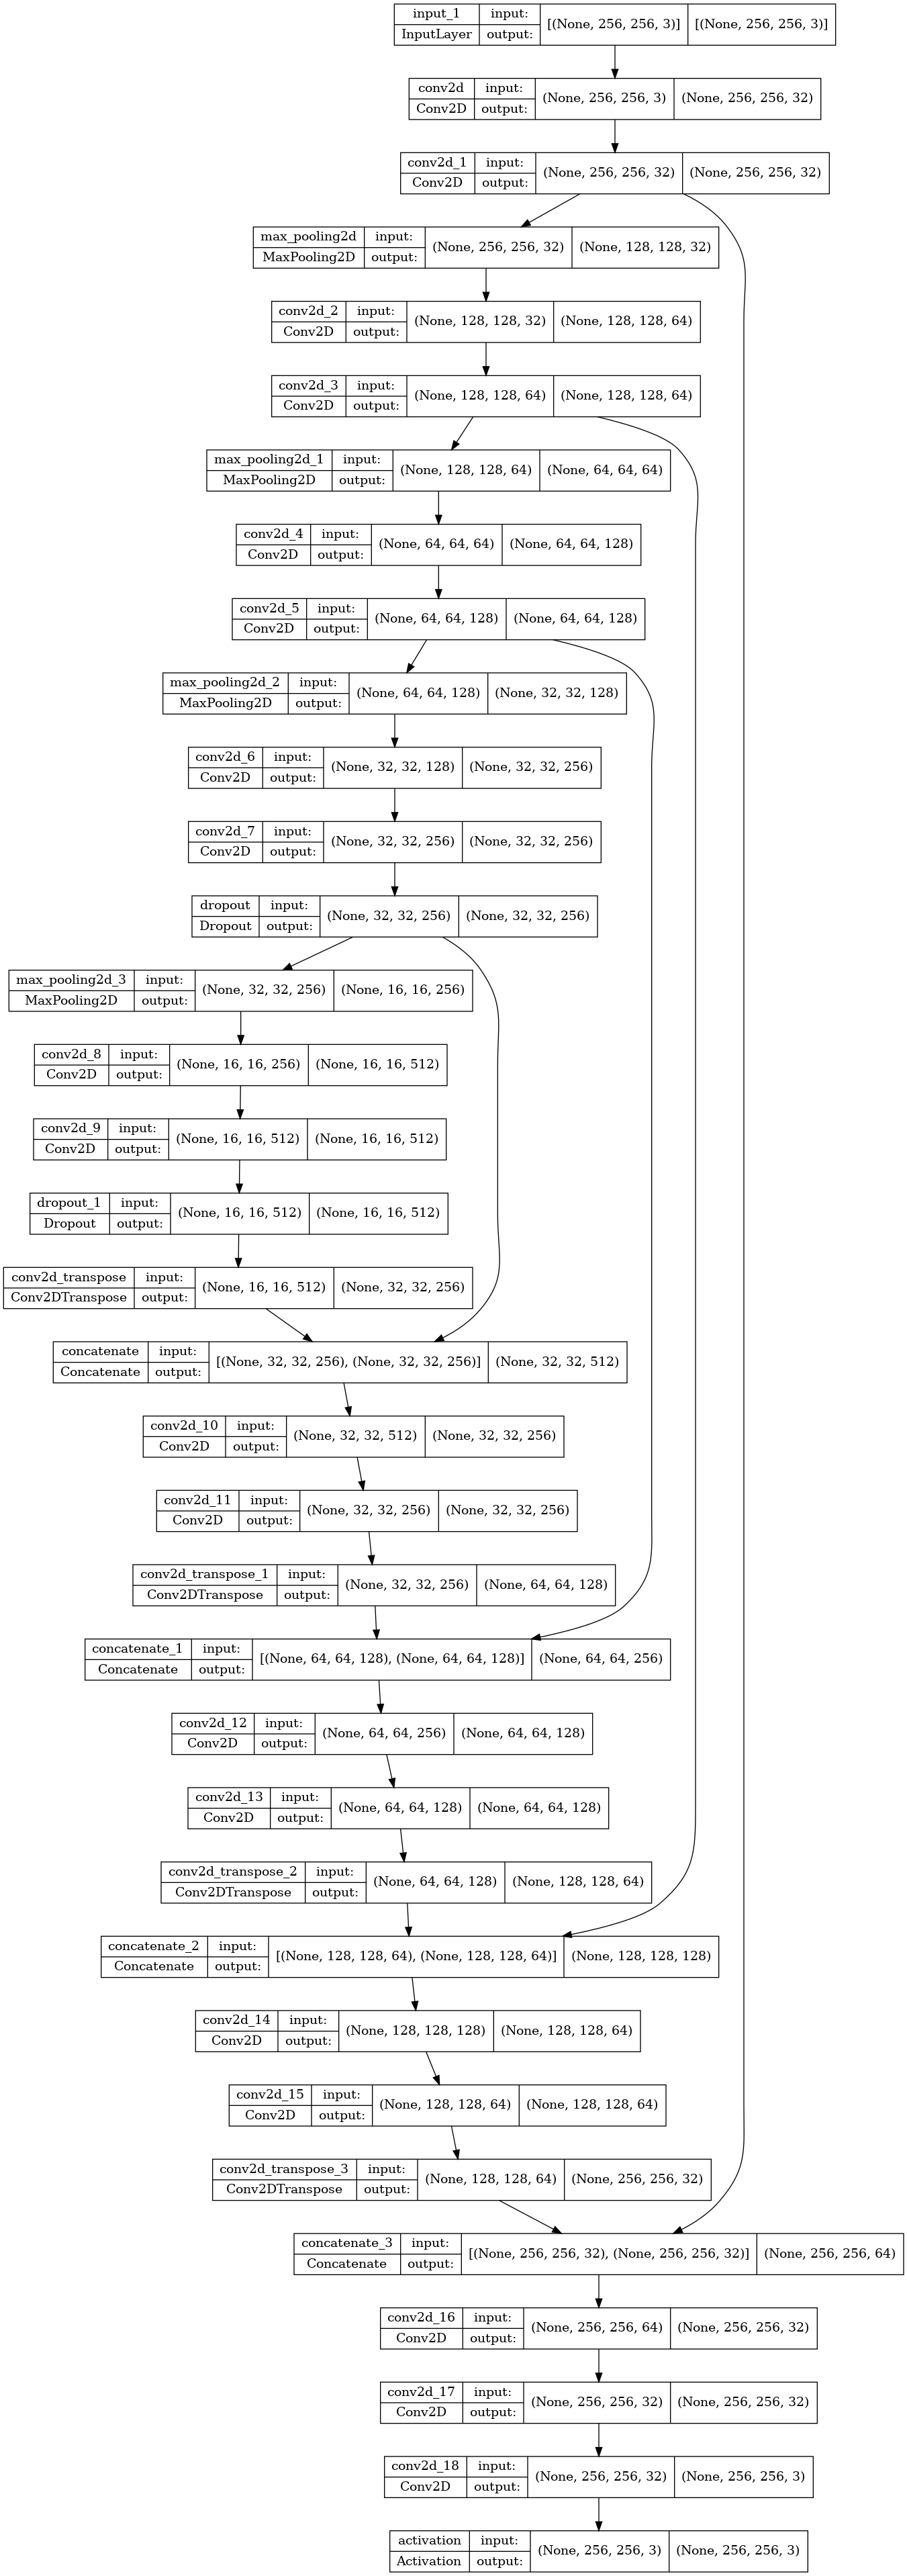 input_1 input: [(None, 256, 256, 3)] [(None, 256, 256, 3)]
InputLayer output:
conv2d input: (None, 256, 256, 3) (None, 256, 256, 32)
Conv2D output:
conv2d_1 input: (None, 256, 256, 32) (None, 256, 256, 32)
Conv2D output:
max_pooling2d input: (None, 256, 256, 32) (None, 128, 128, 32)
MaxPooling2D output:
conv2d_2 input: (None, 128, 128, 32) (None, 128, 128, 64)
Conv2D output:
conv2d_3 input: (None, 128, 128, 64) (None, 128, 128, 64)
Conv2D output:
max_pooling2d_1 input: (None, 128, 128, 64) (None, 64, 64, 64)
MaxPooling2D output:
conv2d_4 input: (None, 64, 64, 64) (None, 64, 64, 128)
Conv2D output:
conv2d_5 input: (None, 64, 64, 128) (None, 64, 64, 128)
Conv2D output:
max_pooling2d_2 input: (None, 64, 64, 128) (None, 32, 32, 128)
MaxPooling2D output:
conv2d_6 input: (None, 32, 32, 128) (None, 32, 32, 256)
Conv2D output:
conv2d_7 input: (None, 32, 32, 256) (None, 32, 32, 256)
Conv2D output:
dropout input: (None, 32, 32, 256) (None, 32, 32, 256)
Dropout output:
max_pooling2d_3 input: (None, 32, 32, 256) (None, 16, 16, 256)
MaxPooling2D output:
conv2d_8 input: (None, 16, 16, 256) (None, 16, 16, 512)
Conv2D output:
conv2d_9 input: (None, 16, 16, 512) (None, 16, 16, 512)
Conv2D output:
dropout_1 input: (None, 16, 16, 512) (None, 16, 16, 512)
Dropout output:
conv2d_transpose input: (None, 16, 16, 512) (None, 32, 32, 256)
Conv2DTranspose output:
concatenate input: [(None, 32, 32, 256), (None, 32, 32, 256)] (None, 32, 32, 512)
Concatenate output:
conv2d_10 input: (None, 32, 32, 512) (None, 32, 32, 256)
Conv2D output:
conv2d_11 input: (None, 32, 32, 256) (None, 32, 32, 256)
Conv2D output:
conv2d_transpose_1 input: (None, 32, 32, 256) (None, 64, 64, 128)
Conv2DTranspose output:
concatenate_1 input: [(None, 64, 64, 128), (None, 64, 64, 128)] (None, 64, 64, 256)
Concatenate output:
conv2d_12 input: (None, 64, 64, 256) (None, 64, 64, 128)
Conv2D output:
conv2d_13 input: (None, 64, 64, 128) (None, 64, 64, 128)
Conv2D output:
conv2d_transpose_2 input: (None, 64, 64, 128) (None, 128, 128, 64)
Conv2DTranspose output:
concatenate_2 input: [(None, 128, 128, 64), (None, 128, 128, 64)] (None, 128, 128, 128)
Concatenate output:
conv2d_14 input: (None, 128, 128, 128) (None, 128, 128, 64)
Conv2D output:
conv2d_15 input: (None, 128, 128, 64) (None, 128, 128, 64)
Conv2D output:
conv2d_transpose_3 input: (None, 128, 128, 64) (None, 256, 256, 32)
Conv2DTranspose output:
concatenate_3 input: [(None, 256, 256, 32), (None, 256, 256, 32)] (None, 256, 256, 64)
Concatenate output:
conv2d_16 input: (None, 256, 256, 64) (None, 256, 256, 32)
Conv2D output:
conv2d_17 input: (None, 256, 256, 32) (None, 256, 256, 32)
Conv2D output:
conv2d_18 input: (None, 256, 256, 32) (None, 256, 256, 3)
Conv2D output:
activation input: (None, 256, 256, 3) (None, 256, 256, 3)
Activation output: